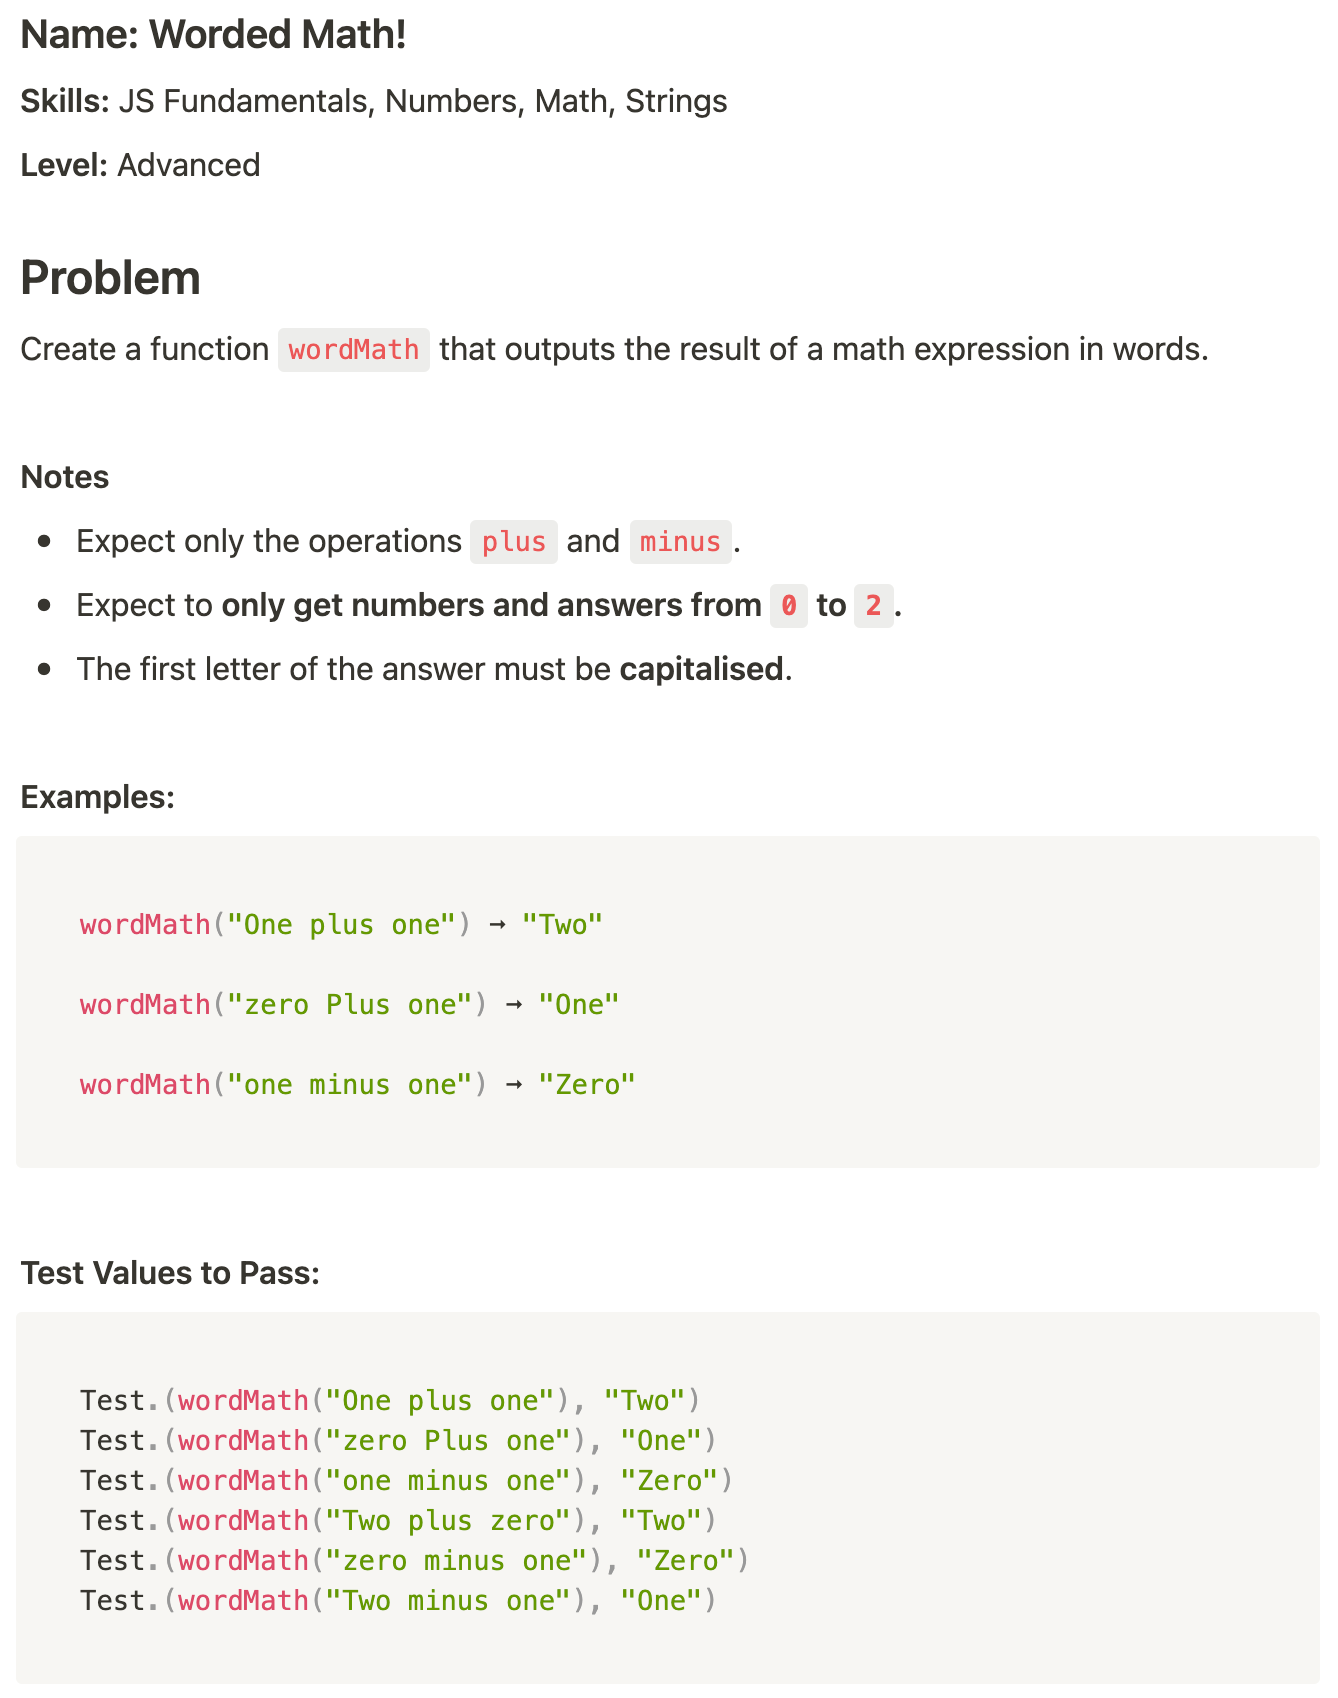 Name: Worded Math!
Skills: JS Fundamentals, Numbers, Math, Strings
Level: Advanced
Problem
Create a function wordMath that outputs the result of a math expression in words.
Notes
• Expect only the operations plus and minus.
• Expect to only get numbers and answers from 0 to 2.
• The first letter of the answer must be capitalised.
Examples:
wordMath("One plus one") → "Two"
wordMath("zero Plus one") → "One"
wordMath("one minus one") → "Zero"
Test Values to Pass:
Test.(wordMath("One plus one"), "Two")
Test.(wordMath("zero Plus one"), "One")
Test.(wordMath("one minus one"), "Zero")
Test.(wordMath("Two plus zero"), "Two")
Test.(wordMath("zero minus one"), "Zero")
Test.(wordMath("Two minus one"), "One")